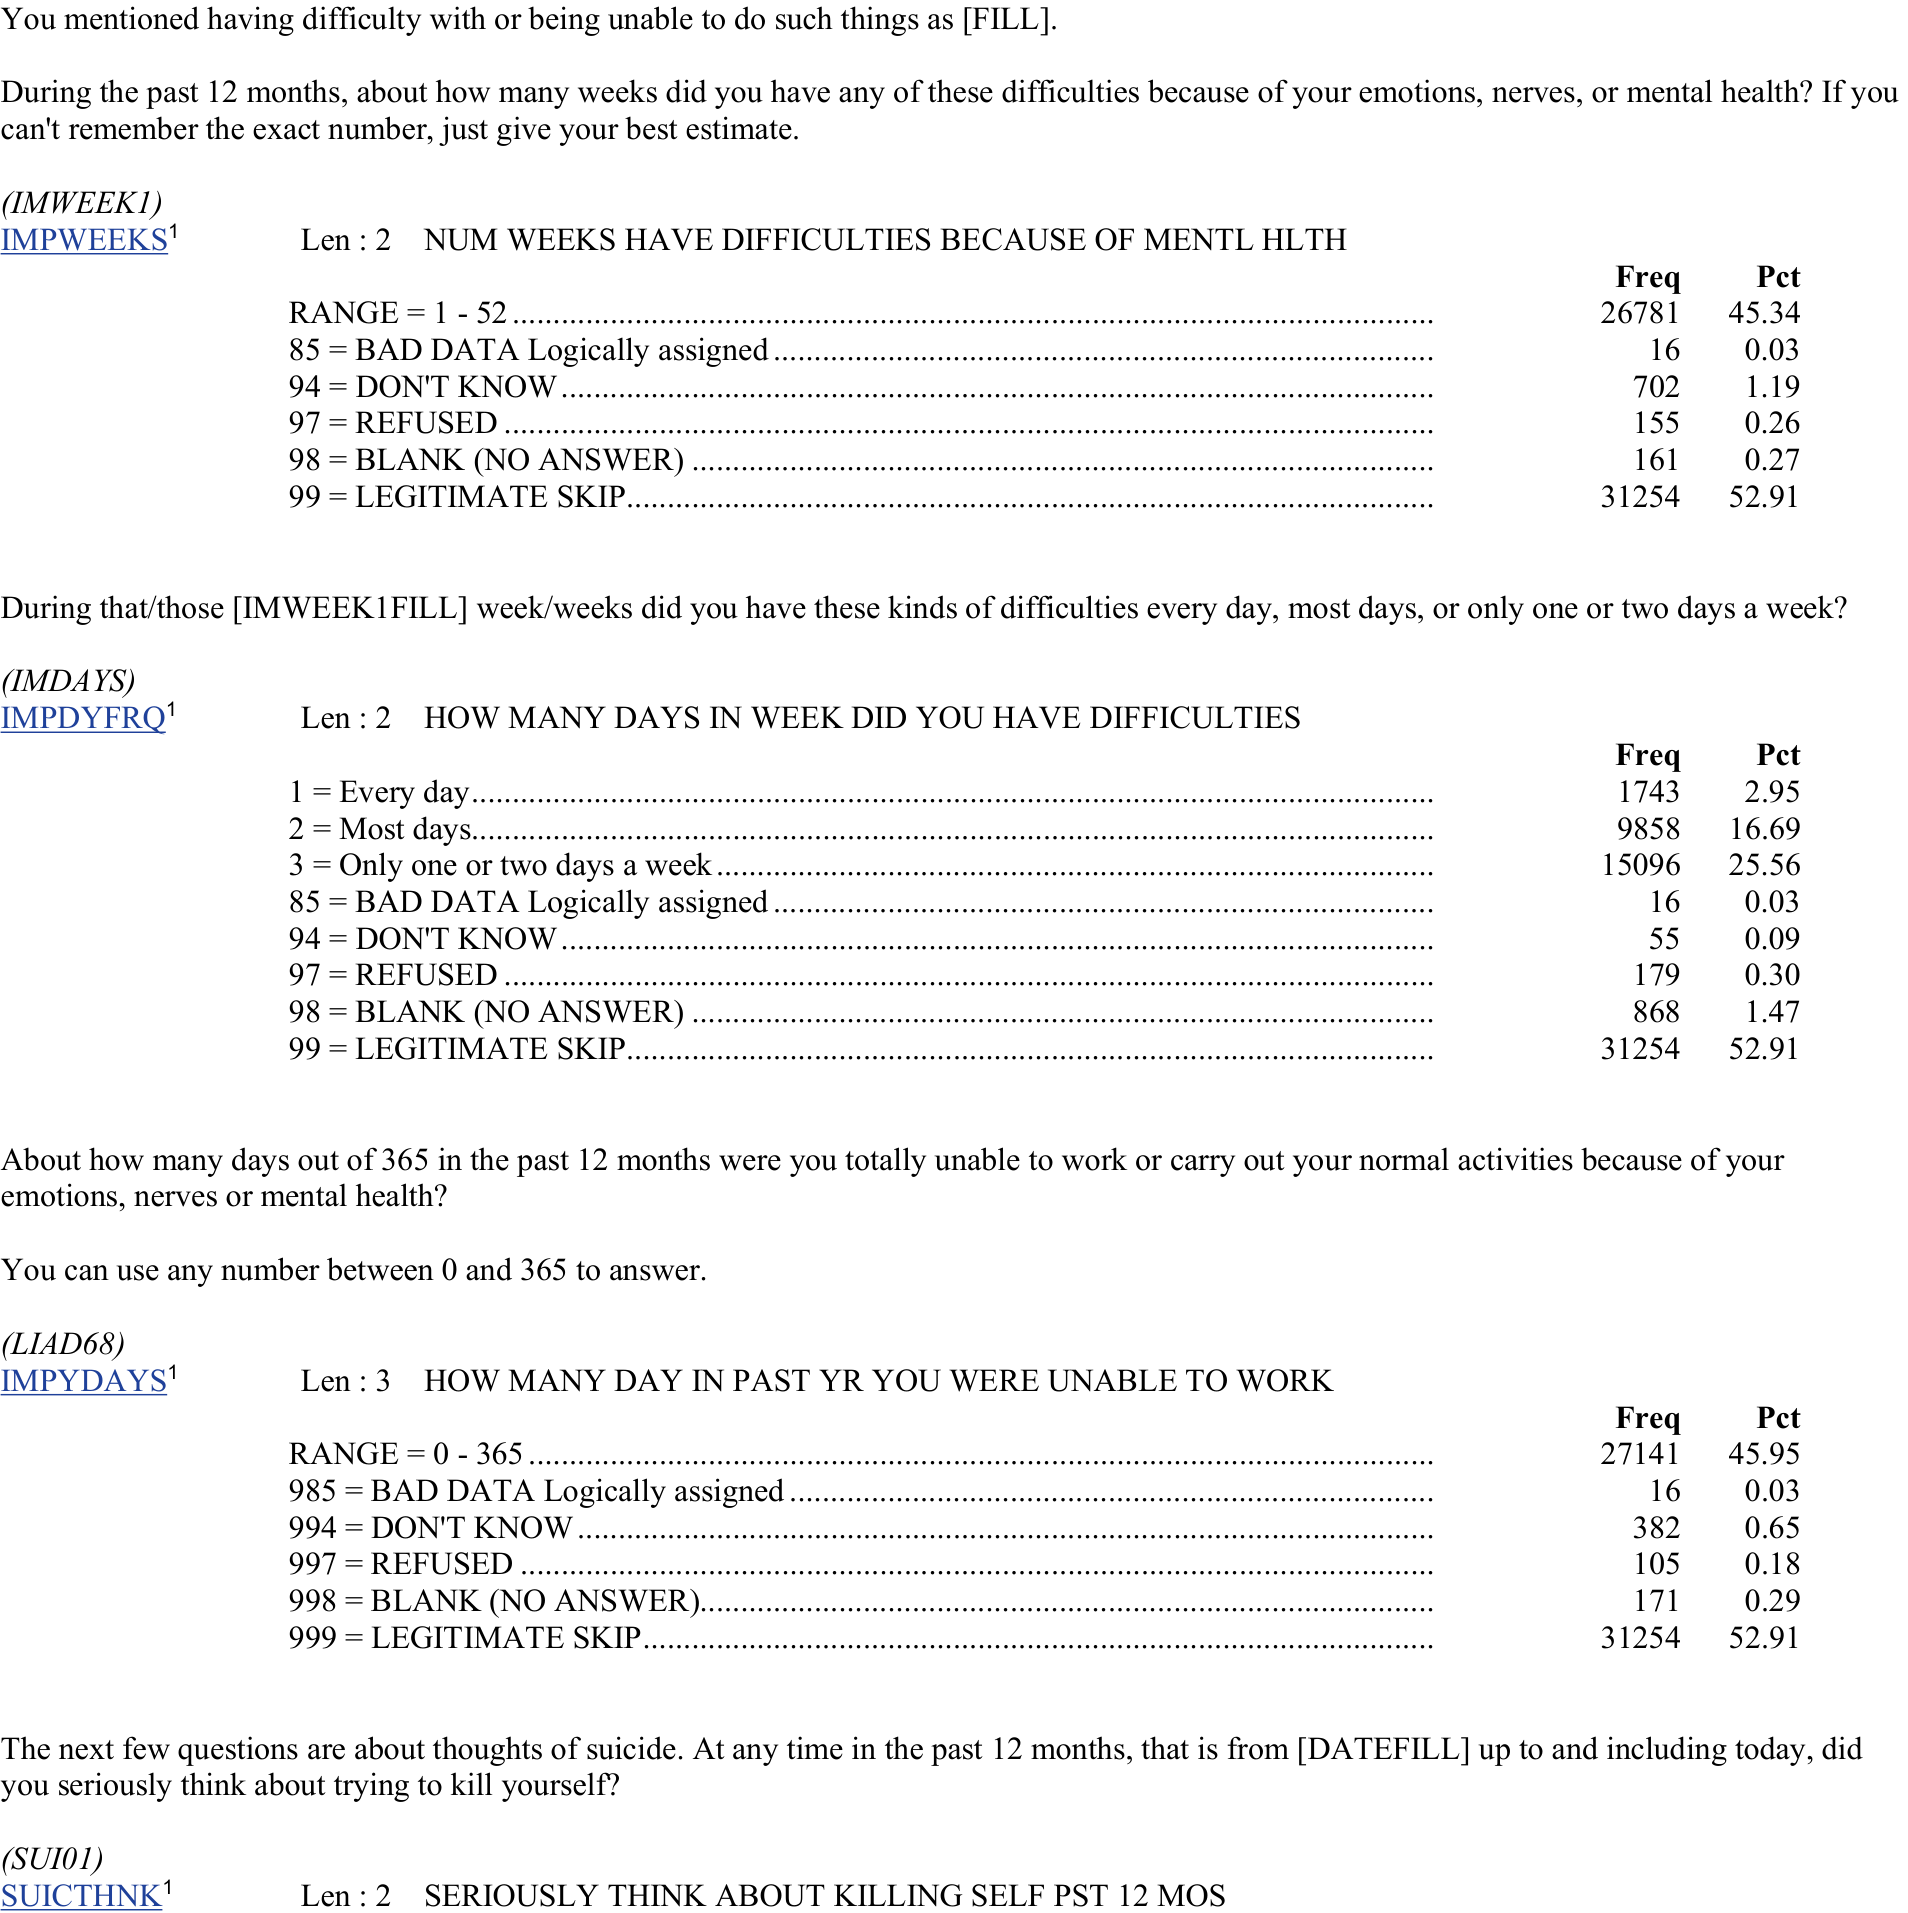 You mentioned having difficulty with or being unable to do such things as [FILL].
During the past 12 months, about how many weeks did you have any of these difficulties because of your emotions, nerves, or mental health? If you
can't remember the exact number, just give your best estimate.
(IMWEEK1)
IMPWEEKS1 Len : 2 NUM WEEKS HAVE DIFFICULTIES BECAUSE OF MENTL HLTH
Freq Pct
RANGE = 1 - 52 26781 45.34
85 = BAD DATA Logically assigned 16 0.03
94 = DON'T KNOW 702 1.19
97 = REFUSED 155 0.26
98 = BLANK (NO ANSWER) 161 0.27
99 = LEGITIMATE SKIP 31254 52.91
During that/those [IMWEEK1FILL] week/weeks did you have these kinds of difficulties every day, most days, or only one or two days a week?
(IMDAYS)
IMPDYFRQ1 Len : 2 HOW MANY DAYS IN WEEK DID YOU HAVE DIFFICULTIES
Freq Pct
1 = Every day 1743 2.95
2 = Most days 9858 16.69
3 = Only one or two days a week 15096 25.56
85 = BAD DATA Logically assigned 16 0.03
94 = DON'T KNOW 55 0.09
97 = REFUSED 179 0.30
98 = BLANK (NO ANSWER) 868 1.47
99 = LEGITIMATE SKIP 31254 52.91
About how many days out of 365 in the past 12 months were you totally unable to work or carry out your normal activities because of your
emotions, nerves or mental health?
You can use any number between 0 and 365 to answer.
(LIAD68)
IMPYDAYS1 Len : 3 HOW MANY DAY IN PAST YR YOU WERE UNABLE TO WORK
Freq Pct
RANGE = 0 - 365 27141 45.95
985 = BAD DATA Logically assigned 16 0.03
994 = DON'T KNOW 382 0.65
997 = REFUSED 105 0.18
998 = BLANK (NO ANSWER) 171 0.29
999 = LEGITIMATE SKIP 31254 52.91
The next few questions are about thoughts of suicide. At any time in the past 12 months, that is from [DATEFILL] up to and including today, did
you seriously think about trying to kill yourself?
(SUI01)
SUICTHNK1 Len : 2 SERIOUSLY THINK ABOUT KILLING SELF PST 12 MOS